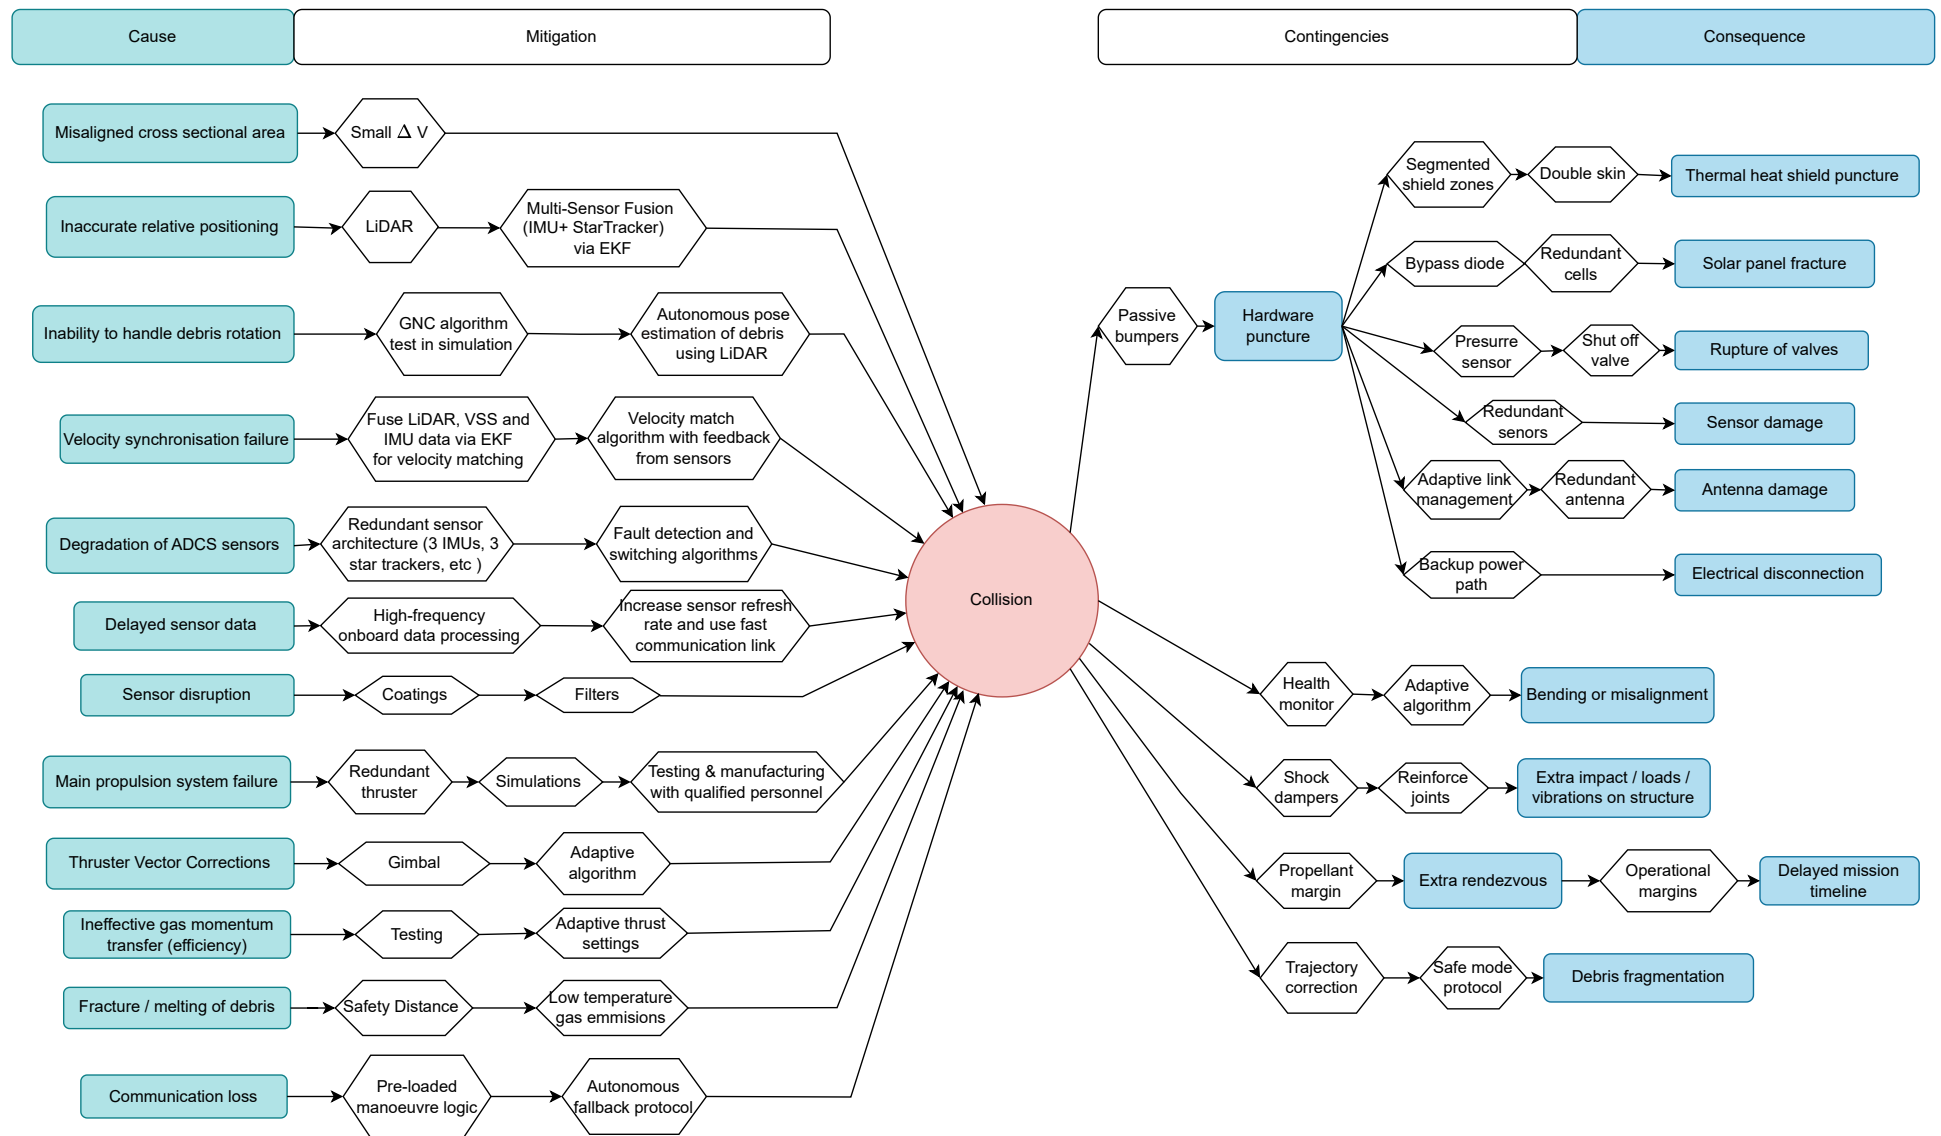 Cause
Mitigation
Contingencies
Consequence
Misaligned cross sectional area
Small Δ V
Inaccurate relative positioning
LiDAR
Multi-Sensor Fusion
(IMU+ StarTracker)
via EKF
Inability to handle debris rotation
GNC algorithm
test in simulation
Autonomous pose
estimation of debris
using LiDAR
Velocity synchronisation failure
Fuse LiDAR, VSS and
IMU data via EKF
for velocity matching
Velocity match
algorithm with feedback
from sensors
Degradation of ADCS sensors
Redundant sensor
architecture (3 IMUs, 3
star trackers, etc )
Fault detection and
switching algorithms
Delayed sensor data
High-frequency
onboard data processing
Increase sensor refresh
rate and use fast
communication link
Sensor disruption
Coatings
Filters
Main propulsion system failure
Redundant
thruster
Simulations
Testing & manufacturing
with qualified personnel
Thruster Vector Corrections
Gimbal
Adaptive
algorithm
Ineffective gas momentum
transfer (efficiency)
Testing
Adaptive thrust
settings
Fracture / melting of debris
Safety Distance
Low temperature
gas emmisions
Communication loss
Pre-loaded
manoeuvre logic
Autonomous
fallback protocol
Collision
Passive
bumpers
Hardware
puncture
Segmented
shield zones
Double skin
Thermal heat shield puncture
Bypass diode
Redundant
cells
Solar panel fracture
Presurre
sensor
Shut off
valve
Rupture of valves
Redundant
senors
Sensor damage
Adaptive link
management
Redundant
antenna
Antenna damage
Backup power
path
Electrical disconnection
Health
monitor
Adaptive
algorithm
Bending or misalignment
Shock
dampers
Reinforce
joints
Extra impact / loads /
vibrations on structure
Propellant
margin
Extra rendezvous
Operational
margins
Delayed mission
timeline
Trajectory
correction
Safe mode
protocol
Debris fragmentation